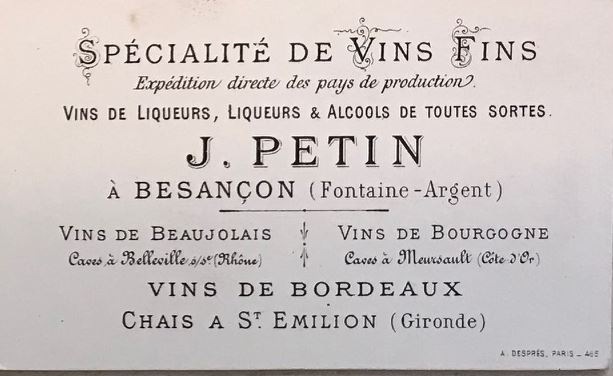 SPÉCIALITÉ DE VINS FINS
Expédition directe des pays de production.
VINS DE LIQUEURS, LIQUEURS & ALCOOLS DE TOUTES SORTES.
J. PETIN
À BESANÇON (Fontaine-Argent)
VINS DE BEAUJOLAIS
Caves à Belleville s/se (Rhône)
VINS DE BOURGOGNE
Caves à Meursault (Côte d'Or)
VINS DE BORDEAUX
CHAIS A ST. EMILION (Gironde)
A. DESPRÉS, PARIS - 465